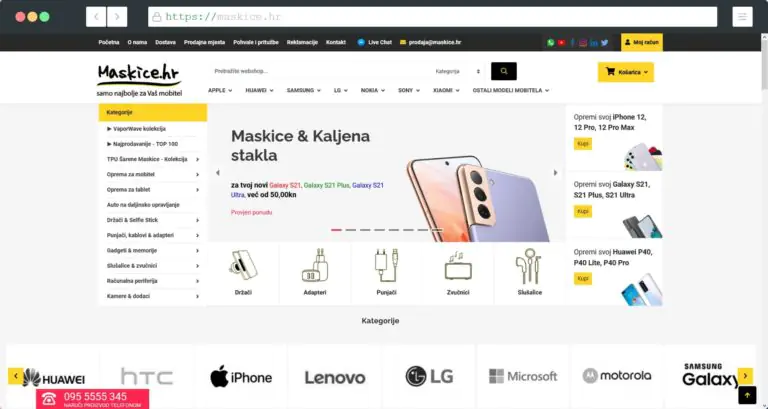 https://maskice.hr
Početna O nama Dostava Prodajna mjesta Pohvale i pritužbe Reklamacije Kontakt Live Chat prodaja@maskice.hr Moj račun
Maskice.hr
samo najbolje za Vaš mobitel
Pretražite webshop... Kategorija
Košarica
APPLE HUAWEI SAMSUNG LG NOKIA SONY XIAOMI OSTALI MODELI MOBITELA
Kategorije
VaporWave kolekcija
Najprodavanije - TOP 100
TPU Šarene Maskice - Kolekcija
Oprema za mobitel
Oprema za tablet
Auto na daljinsko upravljanje
Držači & Selfie Stick
Punjači, kablovi & adapteri
Gadgeti & memorije
Slušalice & zvučnici
Računalna periferija
Kamere & dodaci
Maskice & Kaljena
stakla
za tvoj novi Galaxy S21, Galaxy S21 Plus, Galaxy S21
Ultra, već od 50,00kn
Provjeri ponudu
Opremi svoj iPhone 12,
12 Pro, 12 Pro Max
Kupi
Opremi svoj Galaxy S21,
S21 Plus, S21 Ultra
Kupi
Opremi svoj Huawei P40,
P40 Lite, P40 Pro
Kupi
Držači Adapteri Punjači Zvučnici Slušalice
Kategorije
HUAWEI hTC iPhone Lenovo LG Microsoft motorola SAMSUNG
Galaxy
095 5555 345
NARUČI PROIZVOD TELEFONOM